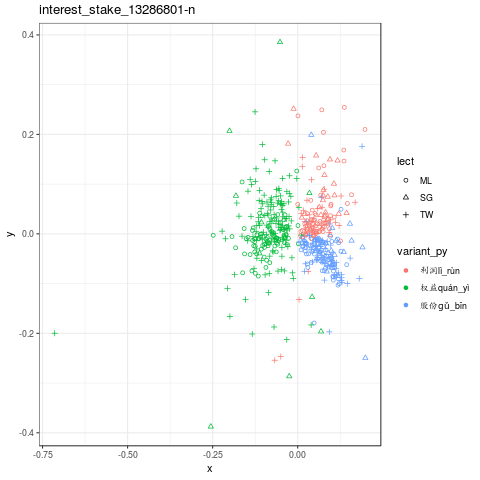 interest_stake_13286801-n
0.4
0.2
0.0
-0.2
-0.4
y
-0.75
-0.50
-0.25
0.00
x
lect
ML
SG
TW
variant_py
利润lì_rùn
权益quán_yì
股份gǔ_bīn